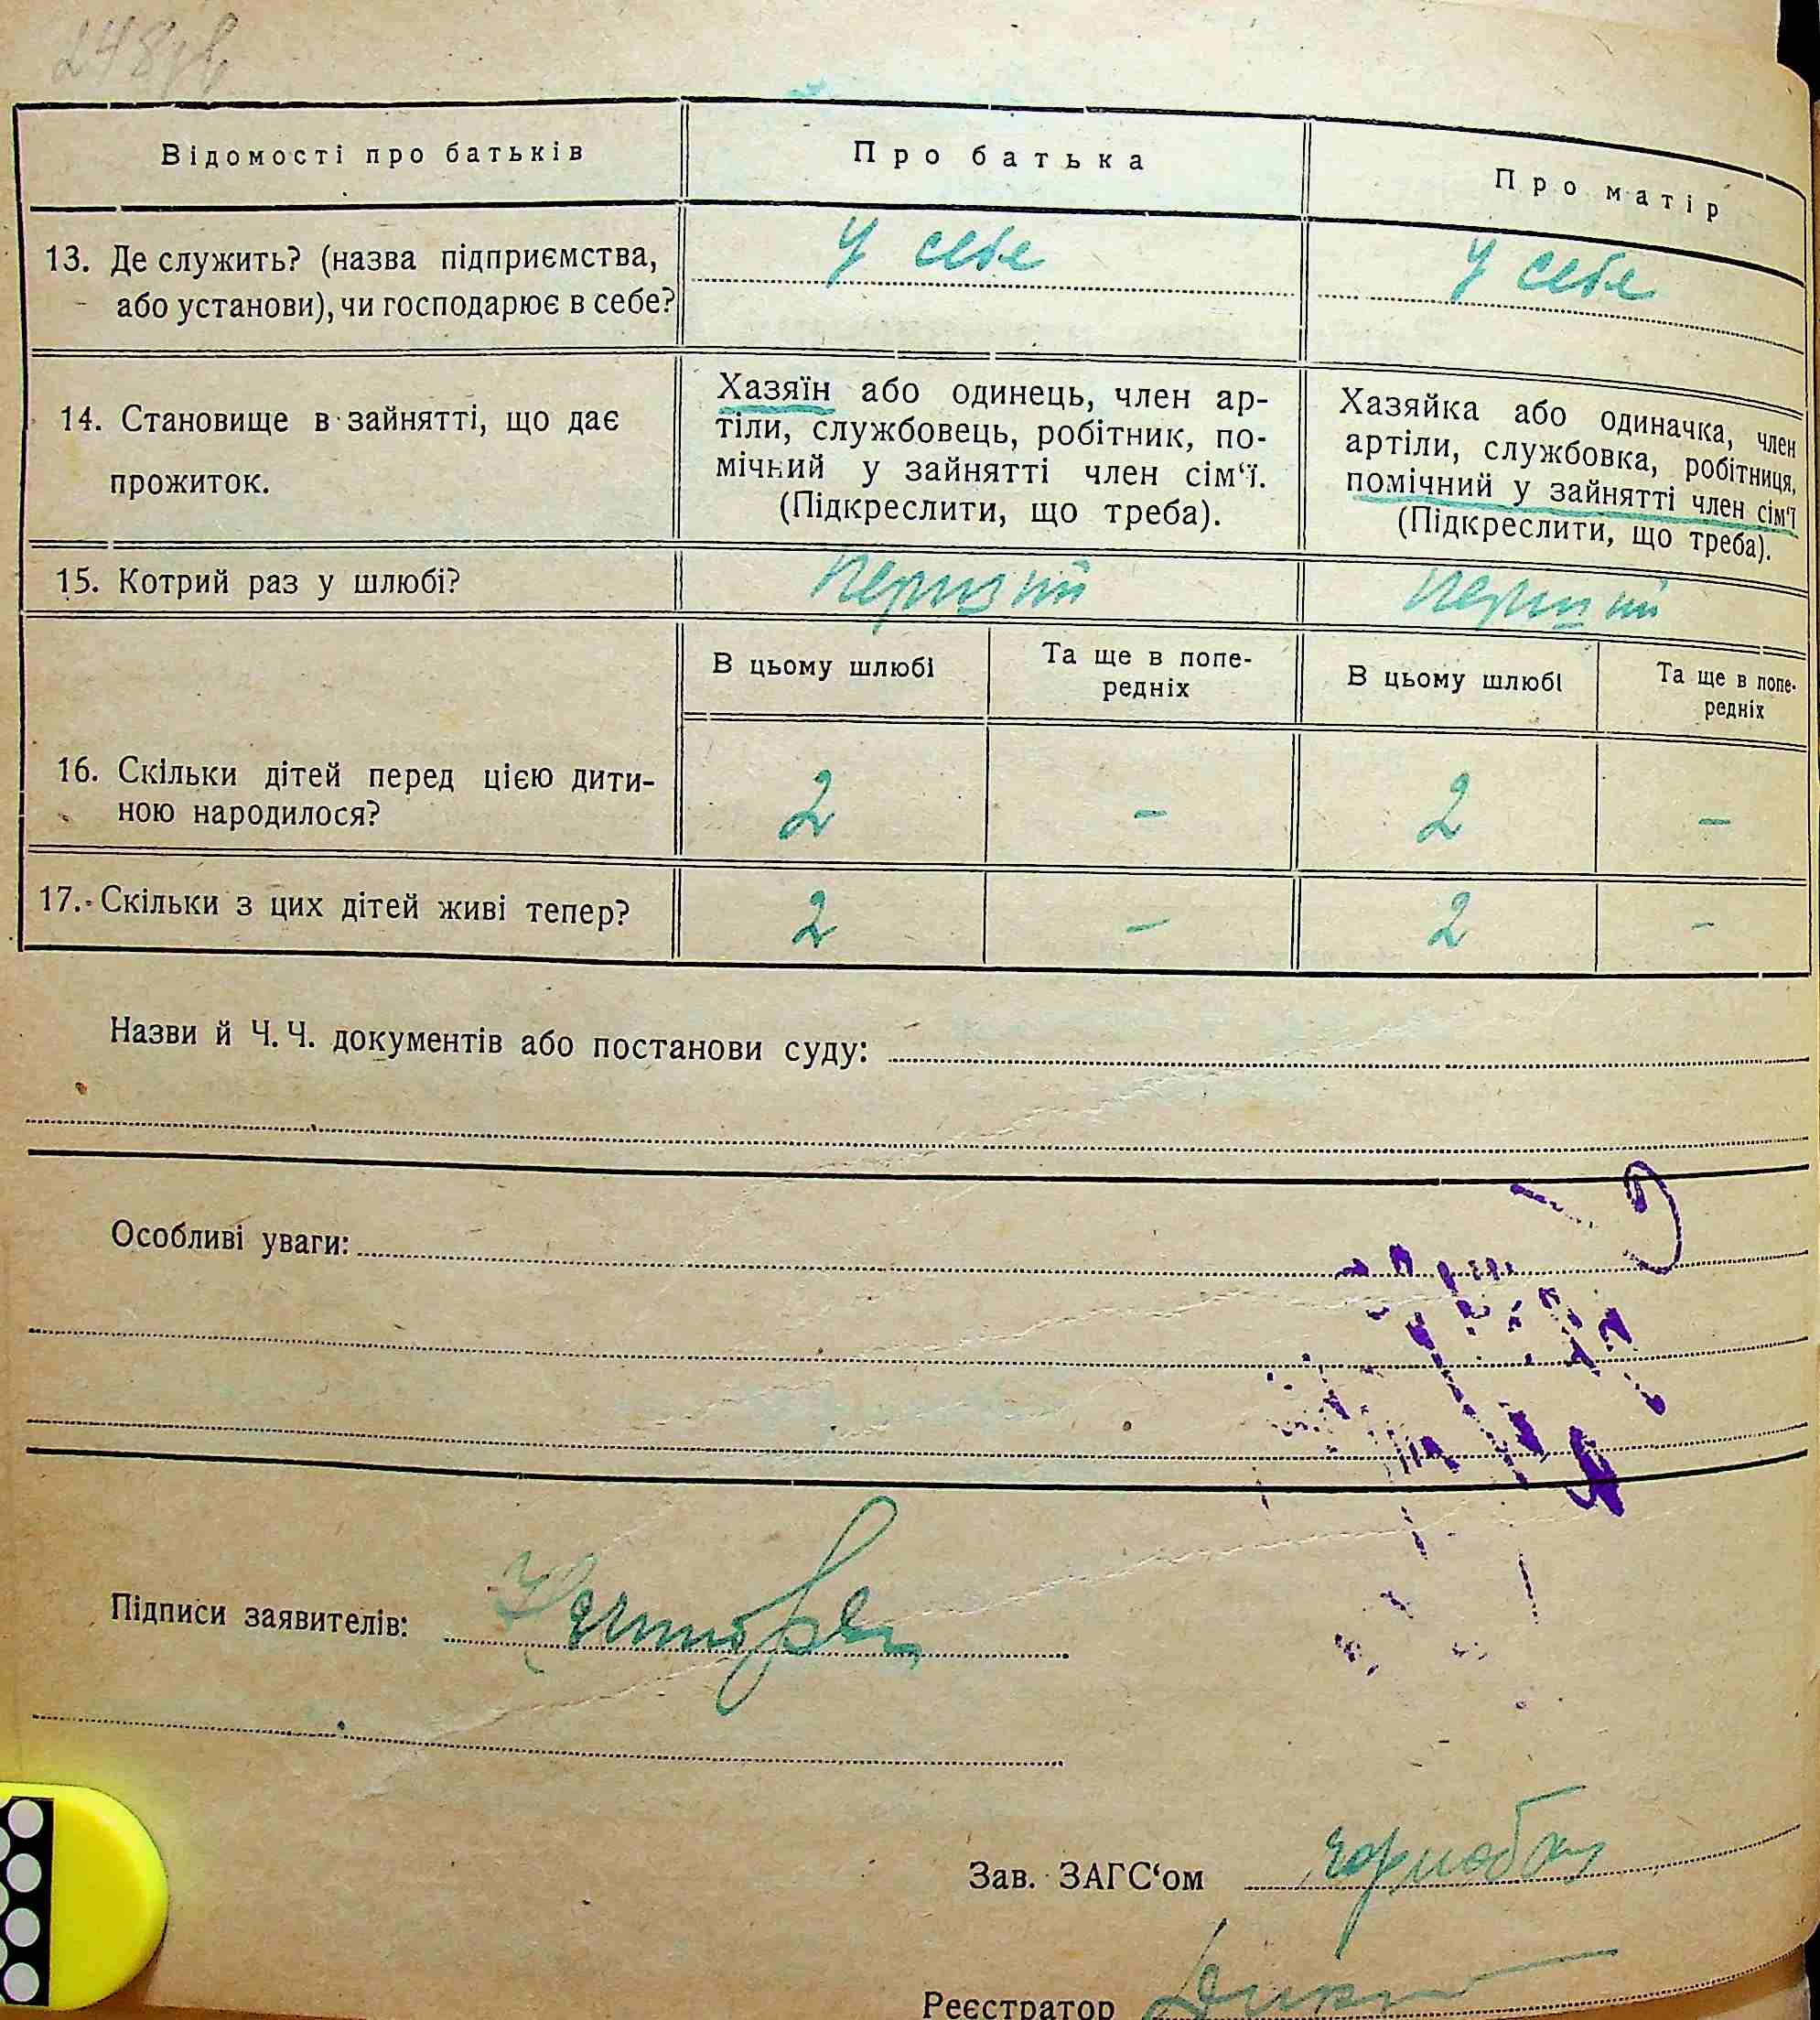 248зв
Відомості про батьків
Про батька
Про матір
13. Де служить? (назва підприємства,
або установи), чи господарює в себе?
У себе
У себе
14. Становище в зайнятті, що дає
прожиток.
Хазяїн або одинець, член ар-
тіли, службовець, робітник, по-
мічний у зайнятті член сім‘ї.
(Підкреслити, що треба).
Хазяйка або одиначка, член
артіли, службовка, робітниця,
помічний у зайнятті член сім‘ї
(Підкреслити, що треба).
15. Котрий раз у шлюбі?
перший
перший
В цьому шлюбі
Та ще в попе-
редніх
В цьому шлюбі
Та ще в попе-
редніх
16. Скільки дітей перед цією дити-
ною народилося?
2
-
2
-
17. Скільки з цих дітей живі тепер?
2
-
2
-
Назви й Ч. Ч. документів або постанови суду:
Особливі уваги:
Підписи заявителів:
Зав. ЗАГС‘ом
Реєстратор